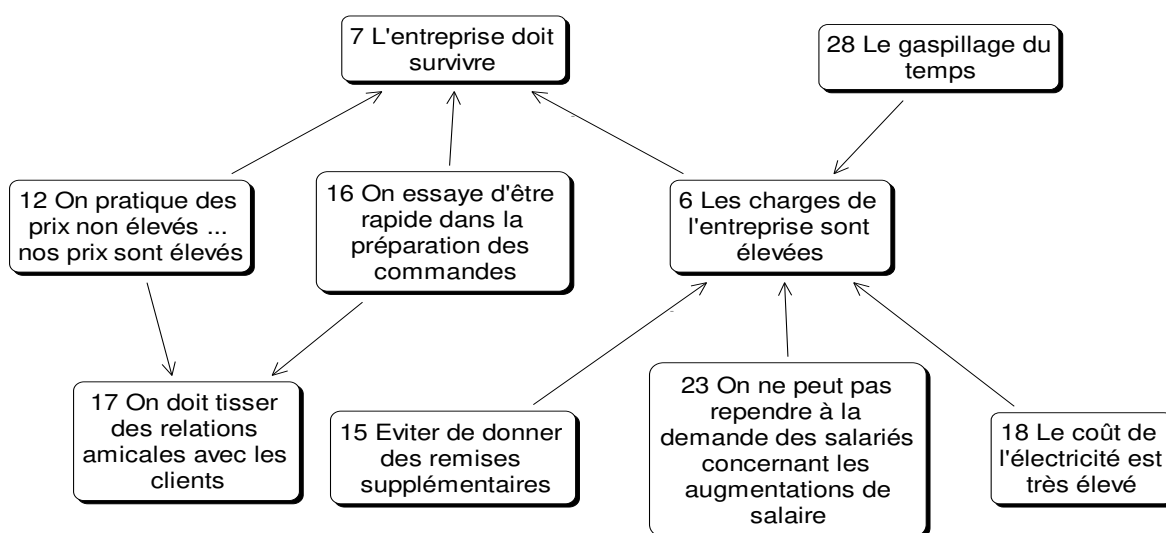 7 L'entreprise doit
survivre
28 Le gaspillage du
temps
12 On pratique des
prix non élevés ...
nos prix sont élevés
16 On essaye d'être
rapide dans la
préparation des
commandes
6 Les charges de
l'entreprise sont
élevées
17 On doit tisser
des relations
amicales avec les
clients
15 Eviter de donner
des remises
supplémentaires
23 On ne peut pas
rependre à la
demande des salariés
concernant les
augmentations de
salaire
18 Le coût de
l'électricité est
très élevé